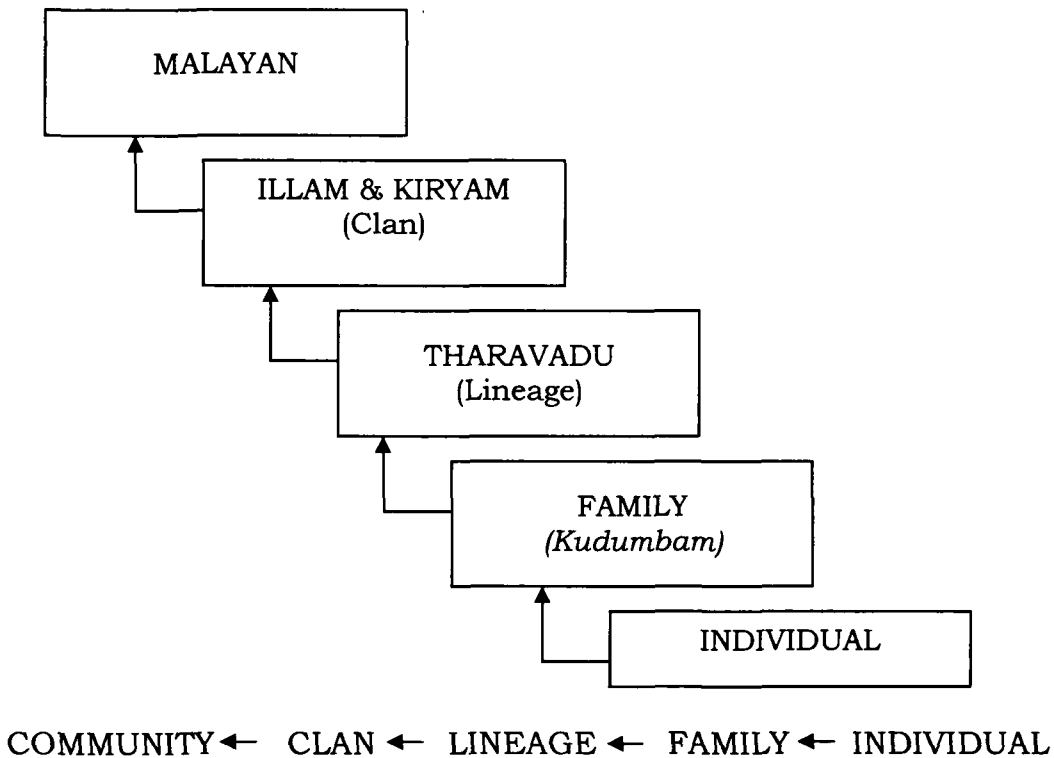 MALAYAN
ILLAM & KIRYAM
(Clan)
THARAVADU
(Lineage)
FAMILY
(Kudumbam)
INDIVIDUAL
COMMUNITY ← CLAN ← LINEAGE ← FAMILY ← INDIVIDUAL